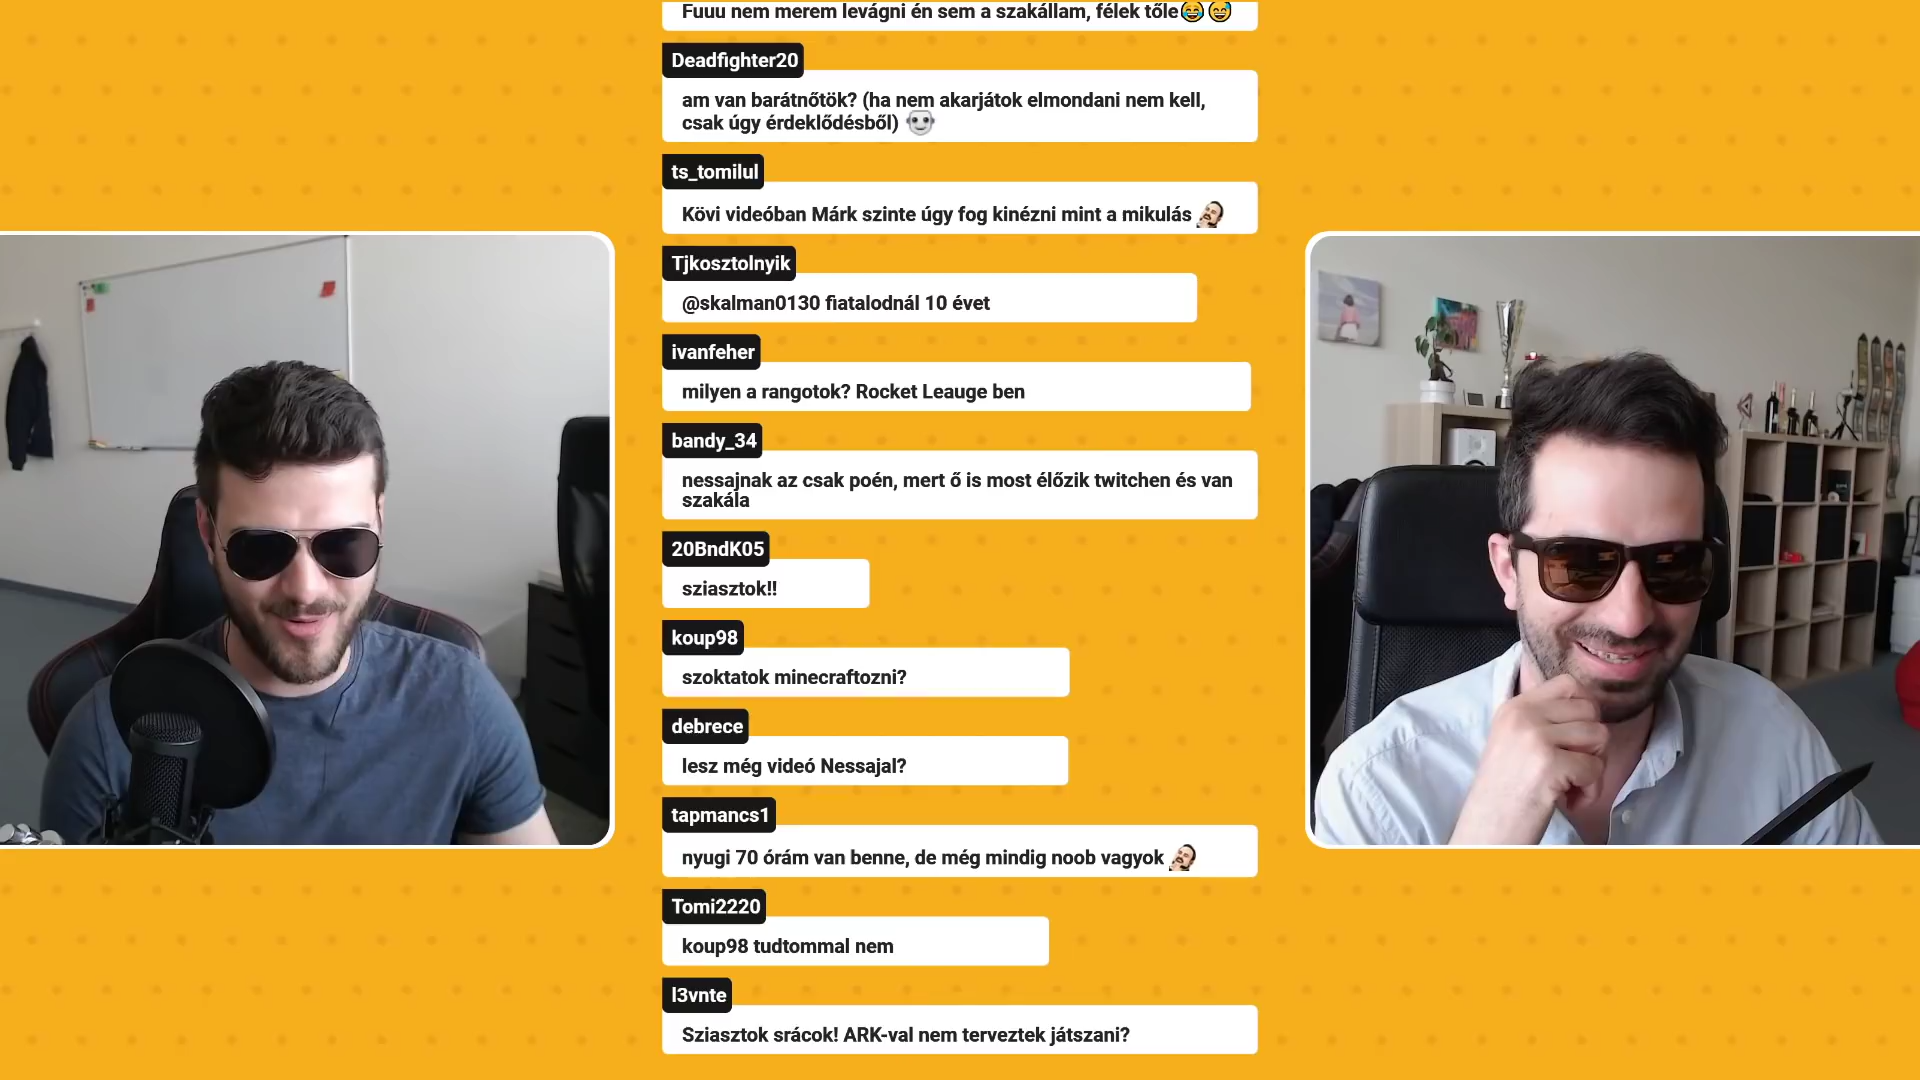 Fuuu nem merem levágni én sem a szakállam, félek tőle😂😅
Deadfighter20
am van barátnőtök? (ha nem akarjátok elmondani nem kell,
csak úgy érdeklődésből)
ts_tomilul
Kövi videóban Márk szinte úgy fog kinézni mint a mikulás
Tjkosztolnyik
@skalman0130 fiatalodnál 10 évet
ivanfeher
milyen a rangotok? Rocket Leauge ben
bandy_34
nessajnak az csak poén, mert ő is most élőzik twitchen és van
szakála
20BndK05
sziasztok!!
koup98
szoktatok minecraftozni?
debrece
lesz még videó Nessajal?
tapmancs1
nyugi 70 órám van benne, de még mindig noob vagyok
Tomi2220
koup98 tudtommal nem
l3vnte
Sziasztok srácok! ARK-val nem terveztek játszani?